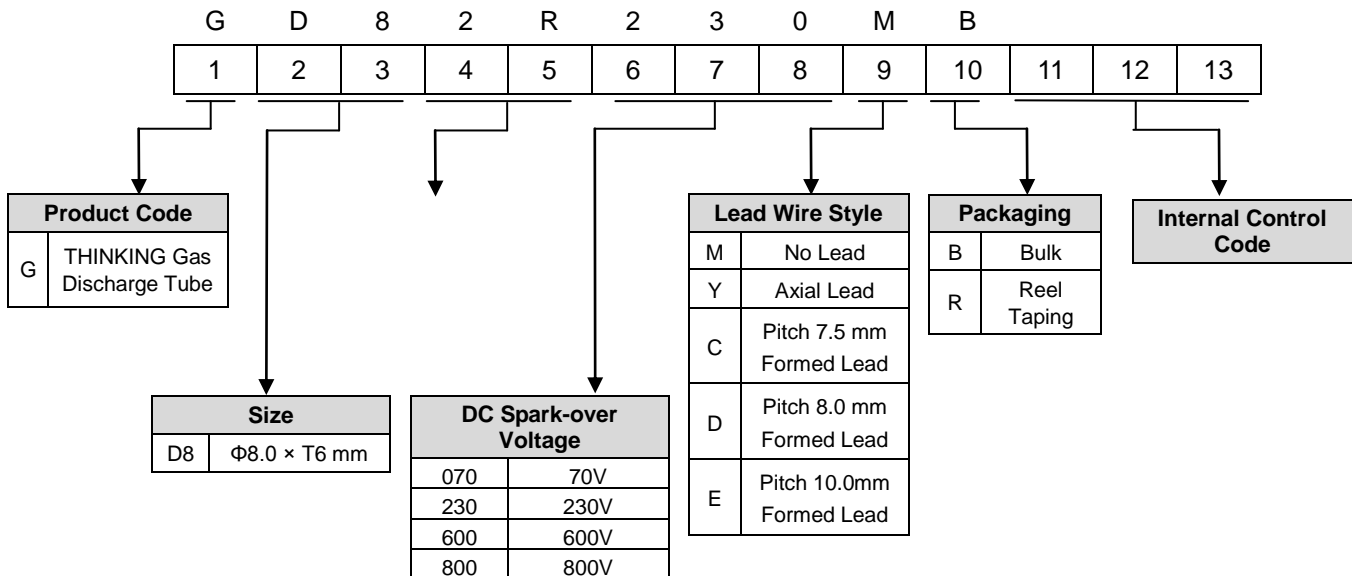 G D 8 2 R 2 3 0 M B
1 2 3 4 5 6 7 8 9 10 11 12 13
Product Code
G THINKING Gas
Discharge Tube
Size
D8 Φ8.0 × T6 mm
DC Spark-over
Voltage
070 70V
230 230V
600 600V
800 800V
Lead Wire Style
M No Lead
Y Axial Lead
C Pitch 7.5 mm
Formed Lead
D Pitch 8.0 mm
Formed Lead
E Pitch 10.0mm
Formed Lead
Packaging
B Bulk
R Reel
Taping
Internal Control
Code